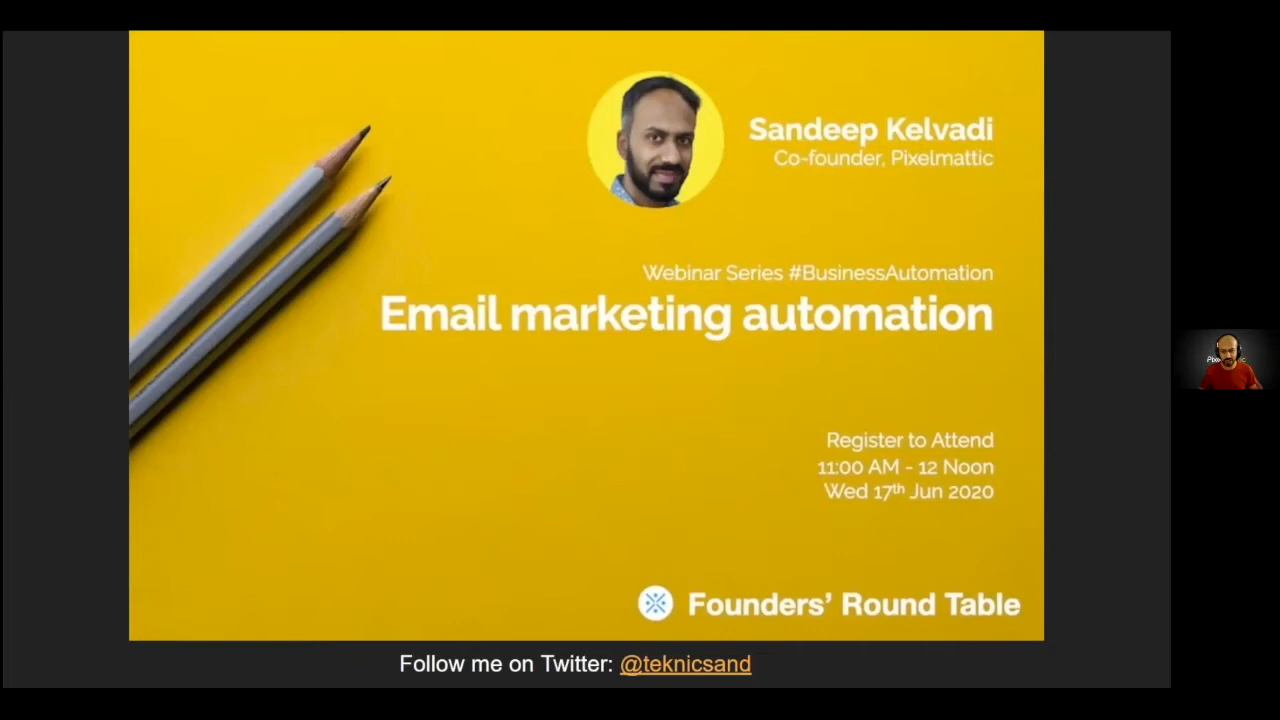 Sandeep Kelvadi
Co-founder, Pixelmattic
Webinar Series #BusinessAutomation
Email marketing automation
Register to Attend
11:00 AM - 12 Noon
Wed 17th Jun 2020
Founders' Round Table
Follow me on Twitter: @teknicsand